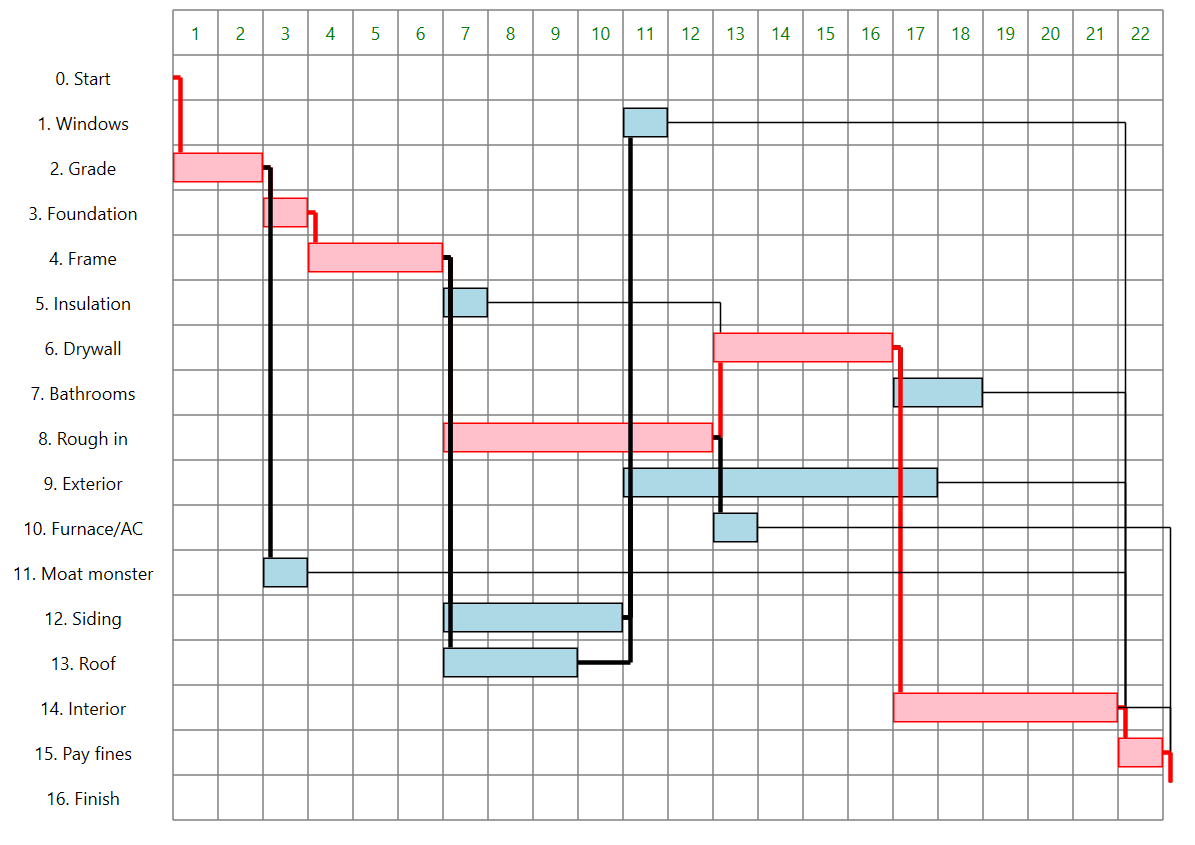 1 2 3 4 5 6 7 8 9 10 11 12 13 14 15 16 17 18 19 20 21 22
0. Start
1. Windows
2. Grade
3. Foundation
4. Frame
5. Insulation
6. Drywall
7. Bathrooms
8. Rough in
9. Exterior
10. Furnace/AC
11. Moat monster
12. Siding
13. Roof
14. Interior
15. Pay fines
16. Finish